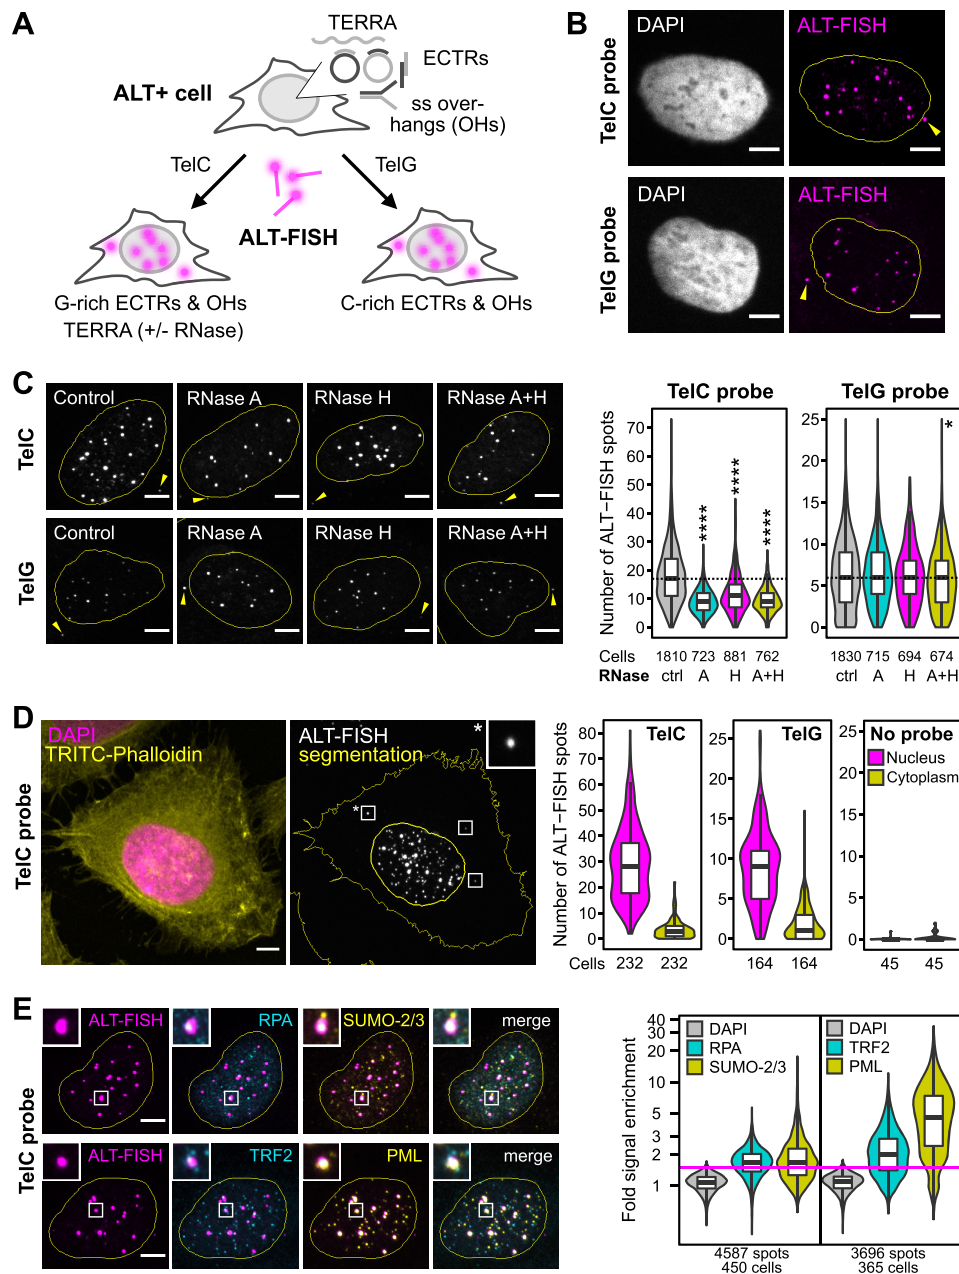 A
TERRA
ECTRs
ALT+ cell
ss over-
hangs (OHs)
TelC
TelG
ALT-FISH
G-rich ECTRs & OHs
TERRA (+/- RNase)
C-rich ECTRs & OHs
B
TelC probe
DAPI
ALT-FISH
TelG probe
DAPI
ALT-FISH
C
TelC
Control
RNase A
RNase H
RNase A+H
TelG
Control
RNase A
RNase H
RNase A+H
TelC probe
TelG probe
Number of ALT−FISH spots
70
60
50
40
30
20
10
0
****
****
****
25
20
15
10
5
0
*
Cells
1810 723 881 762
1830 715 694 674
RNase
ctrl A H A+H
ctrl A H A+H
D
TelC probe
DAPI
TRITC-Phalloidin
ALT-FISH
segmentation
*
*
Number of ALT−FISH spots
TelC
80
70
60
50
40
30
20
10
0
TelG
25
20
15
10
5
0
No probe
Nucleus
Cytoplasm
25
20
15
10
5
0
Cells
232 232
164 164
45 45
E
TelC probe
ALT-FISH
RPA
SUMO-2/3
merge
ALT-FISH
TRF2
PML
merge
Fold signal enrichment
40
30
20
10
5
3
2
1
DAPI
RPA
SUMO-2/3
DAPI
TRF2
PML
4587 spots
450 cells
3696 spots
365 cells